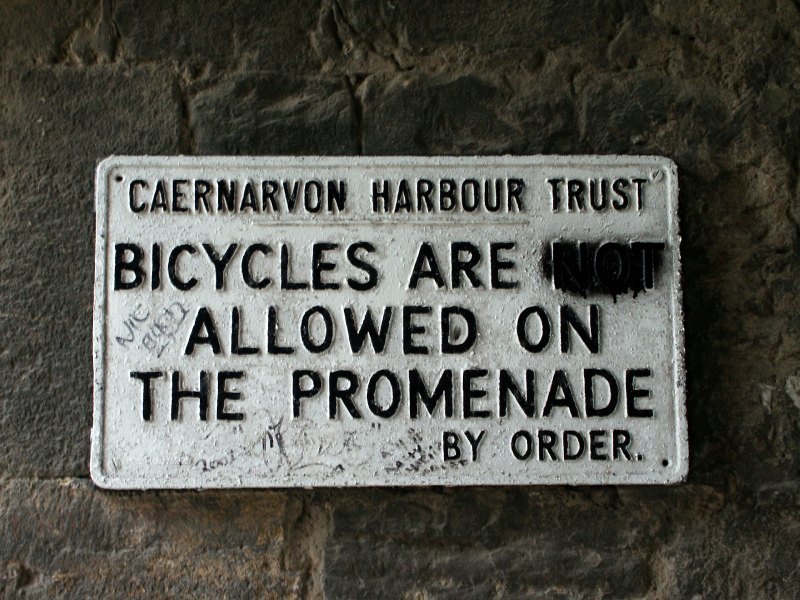 CAERNARVON HARBOUR TRUST
BICYCLES ARE NOT
ALLOWED ON
THE PROMENADE
BY ORDER.